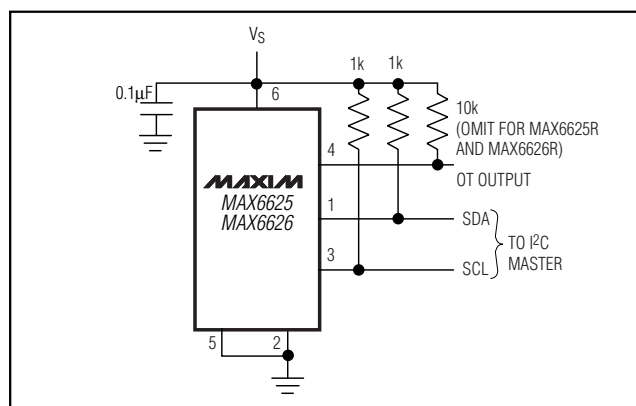 VS
1k 1k
0.1µF
6
10k
(OMIT FOR MAX6625R
AND MAX6626R)
4
OT OUTPUT
MAXIM
MAX6625
MAX6626
1
SDA
TO I²C
MASTER
3
SCL
5
2